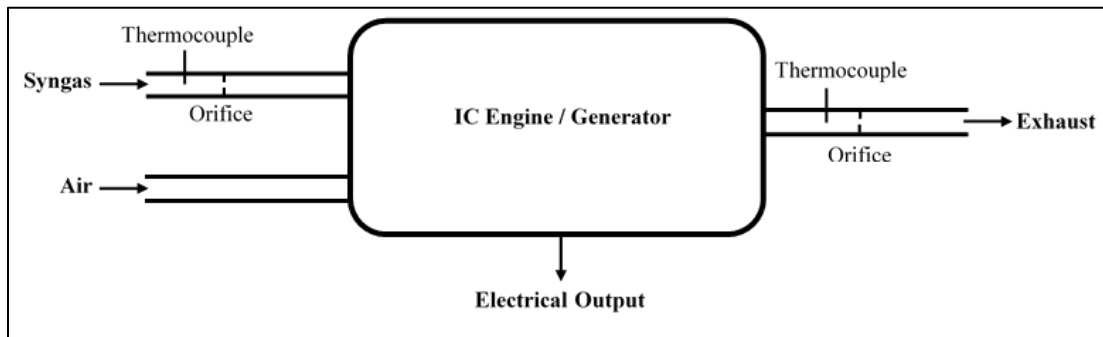 Thermocouple
Syngas
Orifice
Air
IC Engine / Generator
Thermocouple
Exhaust
Orifice
Electrical Output